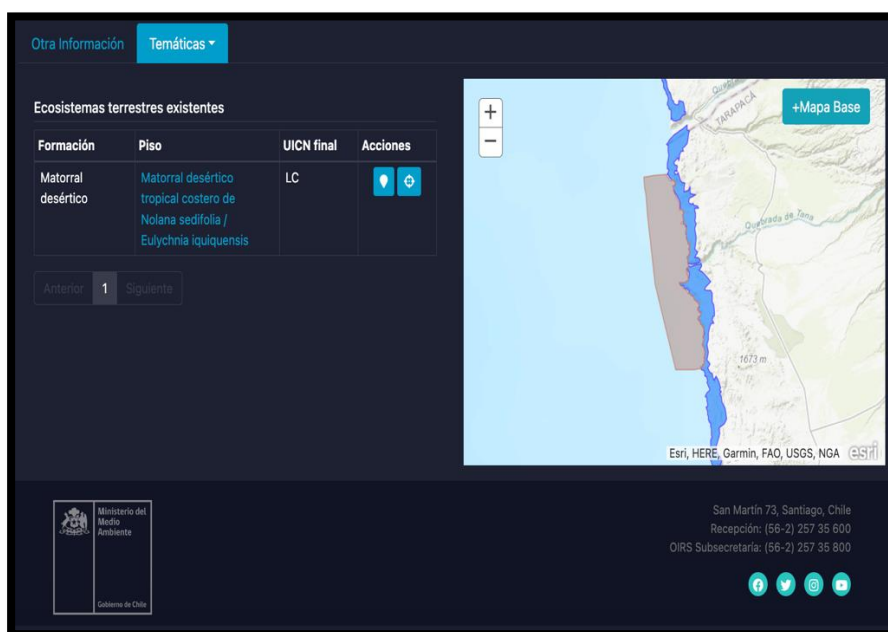 Otra Información
Temáticas
Ecosistemas terrestres existentes
Formación Piso UICN final Acciones
Matorral desértico tropical costero de Nolana sedifolia / Eulychnia iquiquensis
Matorral
desértico
LC
Anterior 1 Siguiente
+
−
+Mapa Base
TARAPACÁ
Quebrada de Tana
1673 m
Esri, HERE, Garmin, FAO, USGS, NGA esri
Ministerio del
Medio
Ambiente
Gobierno de Chile
San Martín 73, Santiago, Chile
Recepción: (56-2) 257 35 600
OIRS Subsecretaría: (56-2) 257 35 800